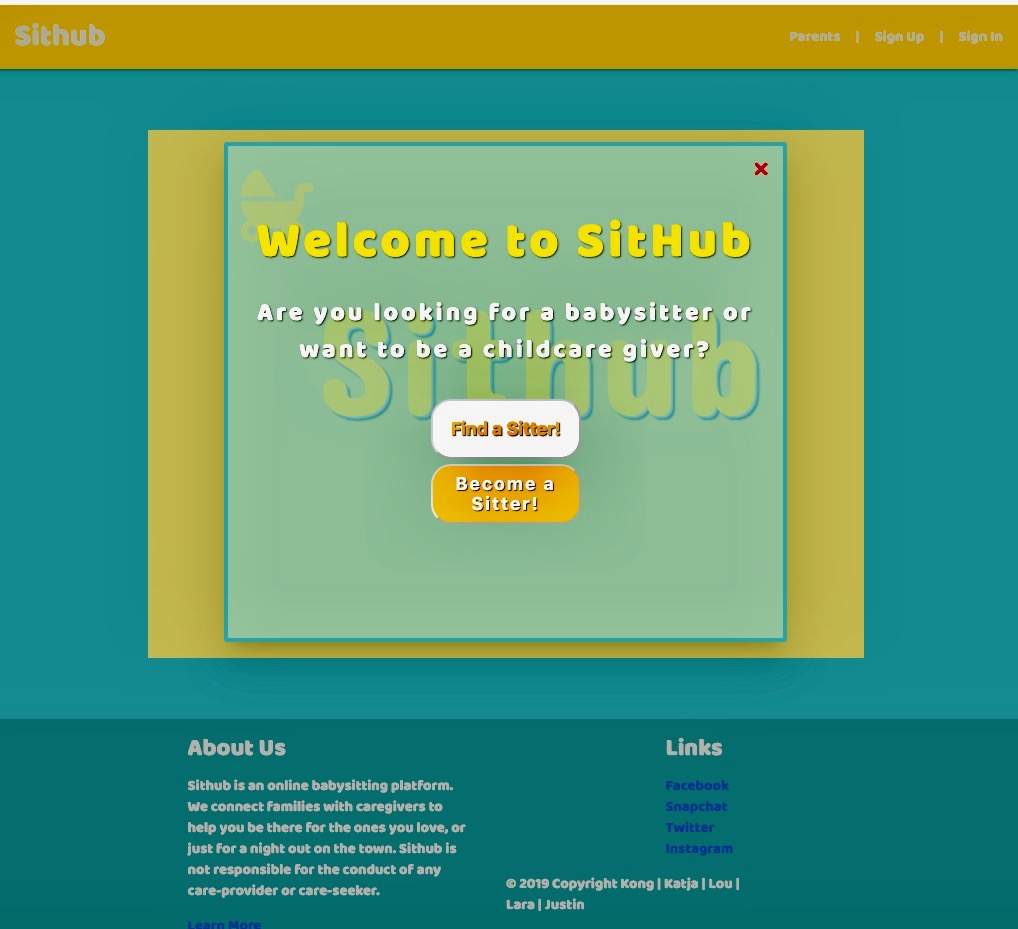 Sithub
Parents | Sign Up | Sign In
Welcome to SitHub
Are you looking for a babysitter or
want to be a childcare giver?
Sithub
Find a Sitter!
Become a
Sitter!
About Us
Sithub is an online babysitting platform.
We connect families with caregivers to
help you be there for the ones you love, or
just for a night out on the town. Sithub is
not responsible for the conduct of any
care-provider or care-seeker.
Learn More
Links
Facebook
Snapchat
Twitter
Instagram
© 2019 Copyright Kong | Katja | Lou |
Lara | Justin